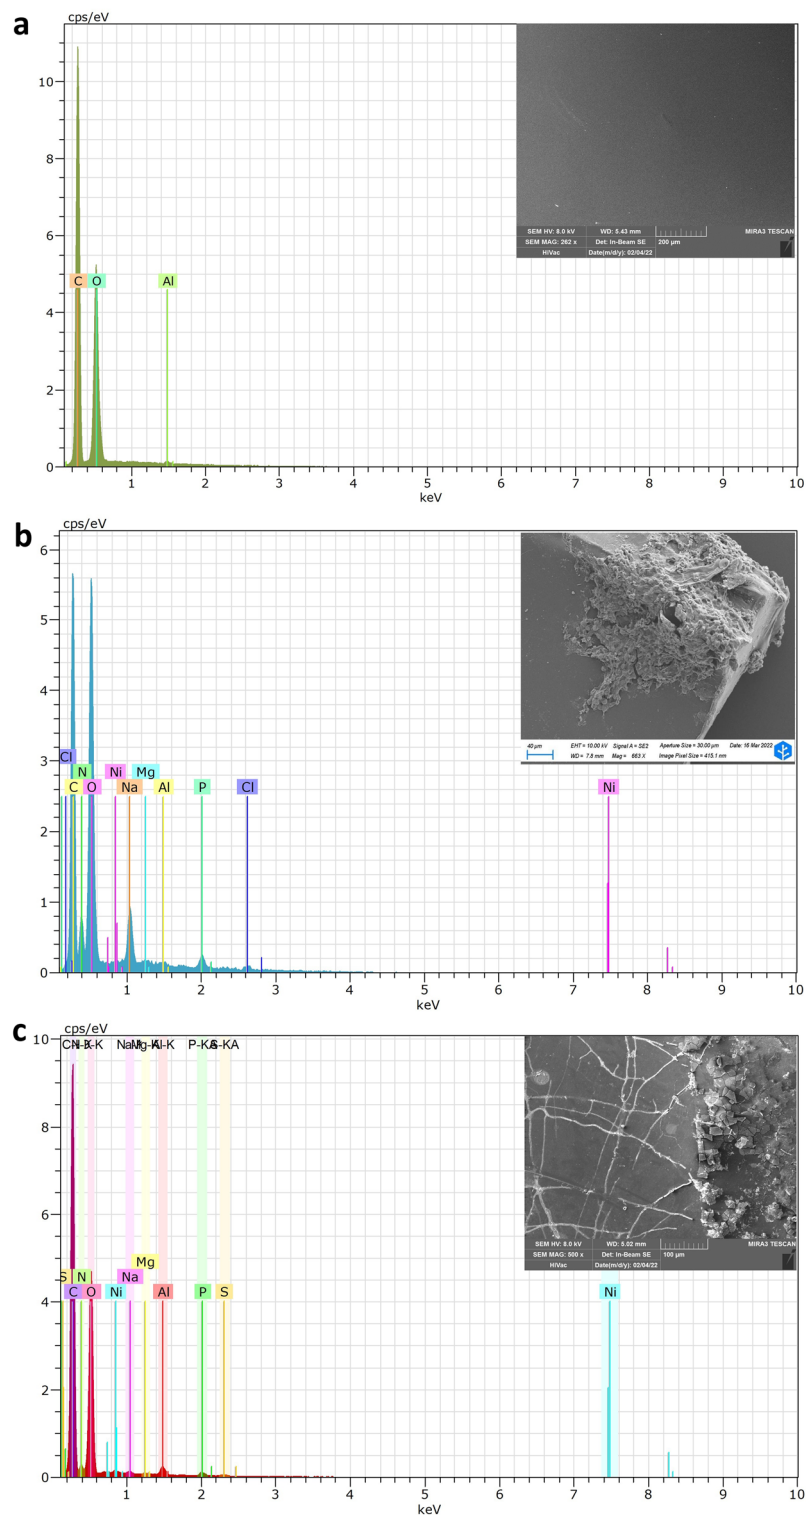 a
cps/eV
10
8
6
4
2
0
C O Al
1 2 3 4 5 6 7 8 9 10
keV
SEM HV: 8.0 kV WD: 5.43 mm MIRA3 TESCAN
SEM MAG: 262 x Det: In-Beam SE 200 µm
HiVac Date(m/d/y): 02/04/22
b
cps/eV
6
5
4
3
2
1
0
Cl
N Ni Mg
C O Na Al P Cl Ni
1 2 3 4 5 6 7 8 9 10
keV
40 µm EHT = 10.00 kV Signal A = SE2 Aperture Size = 30.00 µm Date: 16 Mar 2022
WD = 7.8 mm Mag = 663 X Image Pixel Size = 415.1 nm
c
cps/eV
10
8
6
4
2
0
P-KA S-KA
Mg
S N Na
C O Ni Al P S Ni
1 2 3 4 5 6 7 8 9 10
keV
SEM HV: 8.0 kV WD: 5.02 mm MIRA3 TESCAN
SEM MAG: 500 x Det: In-Beam SE 100 µm
HiVac Date(m/d/y): 02/04/22